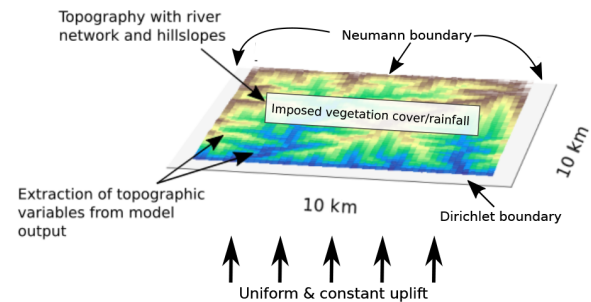 Topography with river
network and hillslopes
Neumann boundary
Imposed vegetation cover/rainfall
10 km
Extraction of topographic
variables from model
output
10 km
Dirichlet boundary
Uniform & constant uplift